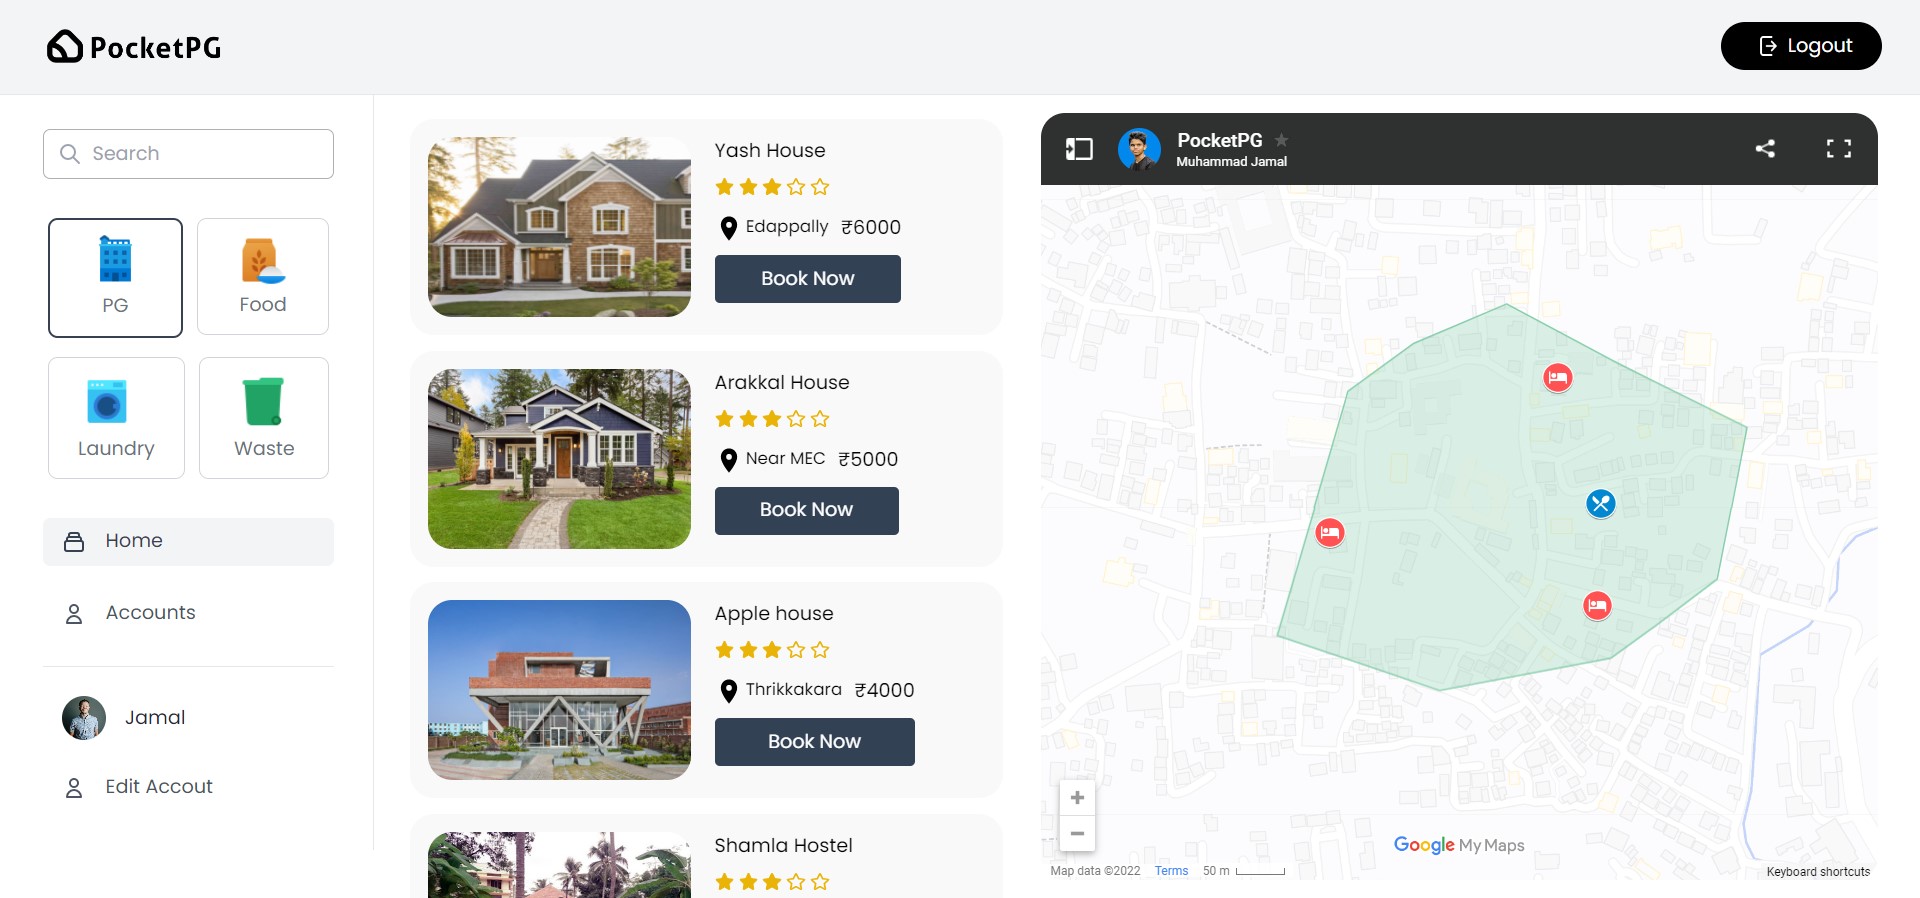 PocketPG
Logout
Search
PG
Food
Laundry
Waste
Home
Accounts
Jamal
Edit Accout
Yash House
Edappally ₹6000
Book Now
Arakkal House
Near MEC ₹5000
Book Now
Apple house
Thrikkakara ₹4000
Book Now
Shamla Hostel
PocketPG
Muhammad Jamal
Google My Maps
Map data ©2022 Terms 50 m
Keyboard shortcuts